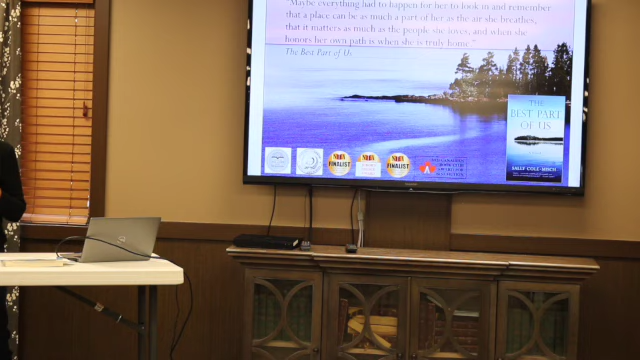 "Maybe everything had to happen for her to look in and remember
that a place can be as much a part of her as the air she breathes,
that it matters as much as the people she loves, and when she
honors her own path is when she is truly home."
The Best Part of Us
THE
BEST PART
OF US
SALLY COLE-MISCH
FINALIST
FINALIST